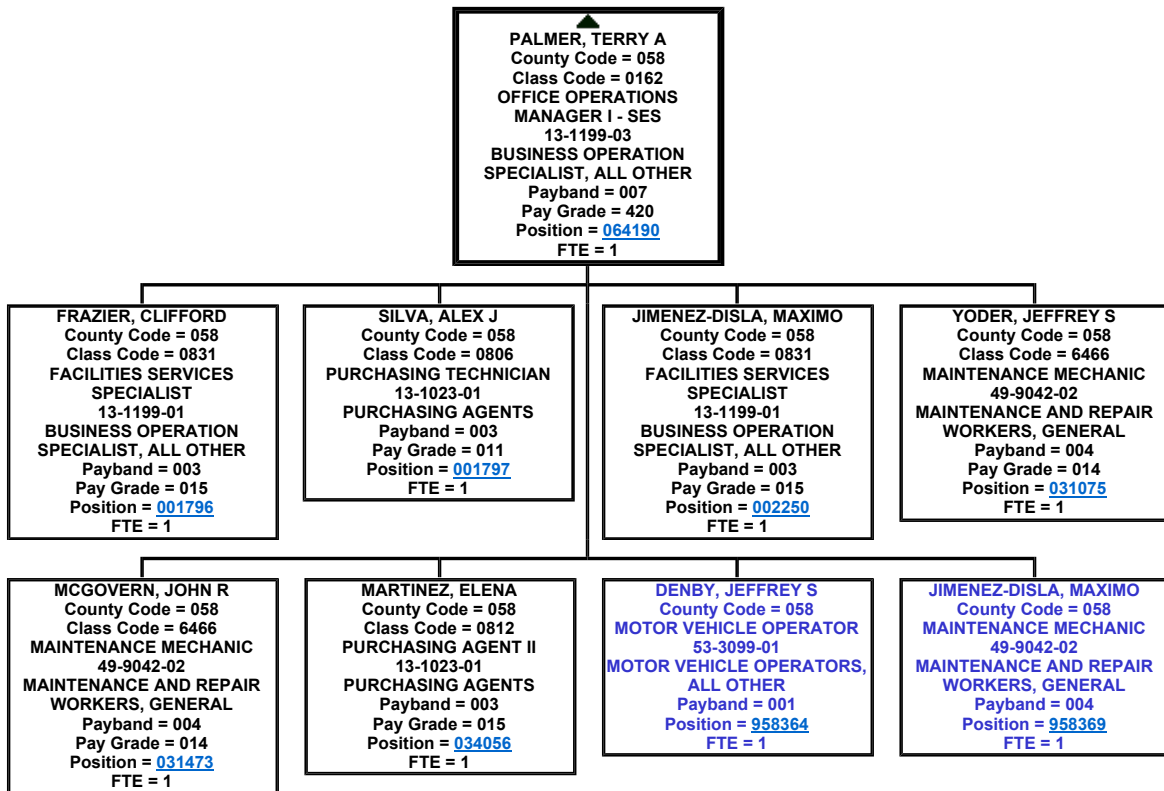 PALMER, TERRY A
County Code = 058
Class Code = 0162
OFFICE OPERATIONS
MANAGER I - SES
13-1199-03
BUSINESS OPERATION
SPECIALIST, ALL OTHER
Payband = 007
Pay Grade = 420
Position = 064190
FTE = 1
FRAZIER, CLIFFORD
County Code = 058
Class Code = 0831
FACILITIES SERVICES
SPECIALIST
13-1199-01
BUSINESS OPERATION
SPECIALIST, ALL OTHER
Payband = 003
Pay Grade = 015
Position = 001796
FTE = 1
SILVA, ALEX J
County Code = 058
Class Code = 0806
PURCHASING TECHNICIAN
13-1023-01
PURCHASING AGENTS
Payband = 003
Pay Grade = 011
Position = 001797
FTE = 1
JIMENEZ-DISLA, MAXIMO
County Code = 058
Class Code = 0831
FACILITIES SERVICES
SPECIALIST
13-1199-01
BUSINESS OPERATION
SPECIALIST, ALL OTHER
Payband = 003
Pay Grade = 015
Position = 002250
FTE = 1
YODER, JEFFREY S
County Code = 058
Class Code = 6466
MAINTENANCE MECHANIC
49-9042-02
MAINTENANCE AND REPAIR
WORKERS, GENERAL
Payband = 004
Pay Grade = 014
Position = 031075
FTE = 1
MCGOVERN, JOHN R
County Code = 058
Class Code = 6466
MAINTENANCE MECHANIC
49-9042-02
MAINTENANCE AND REPAIR
WORKERS, GENERAL
Payband = 004
Pay Grade = 014
Position = 031473
FTE = 1
MARTINEZ, ELENA
County Code = 058
Class Code = 0812
PURCHASING AGENT II
13-1023-01
PURCHASING AGENTS
Payband = 003
Pay Grade = 015
Position = 034056
FTE = 1
DENBY, JEFFREY S
County Code = 058
MOTOR VEHICLE OPERATOR
53-3099-01
MOTOR VEHICLE OPERATORS,
ALL OTHER
Payband = 001
Position = 958364
FTE = 1
JIMENEZ-DISLA, MAXIMO
County Code = 058
MAINTENANCE MECHANIC
49-9042-02
MAINTENANCE AND REPAIR
WORKERS, GENERAL
Payband = 004
Position = 958369
FTE = 1